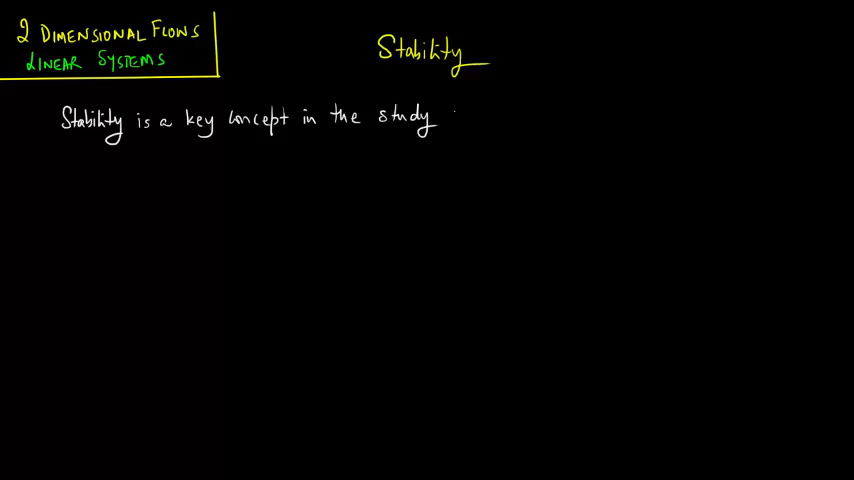 2 DIMENSIONAL FLOWS
LINEAR SYSTEMS
Stability
Stability is a key concept in the study